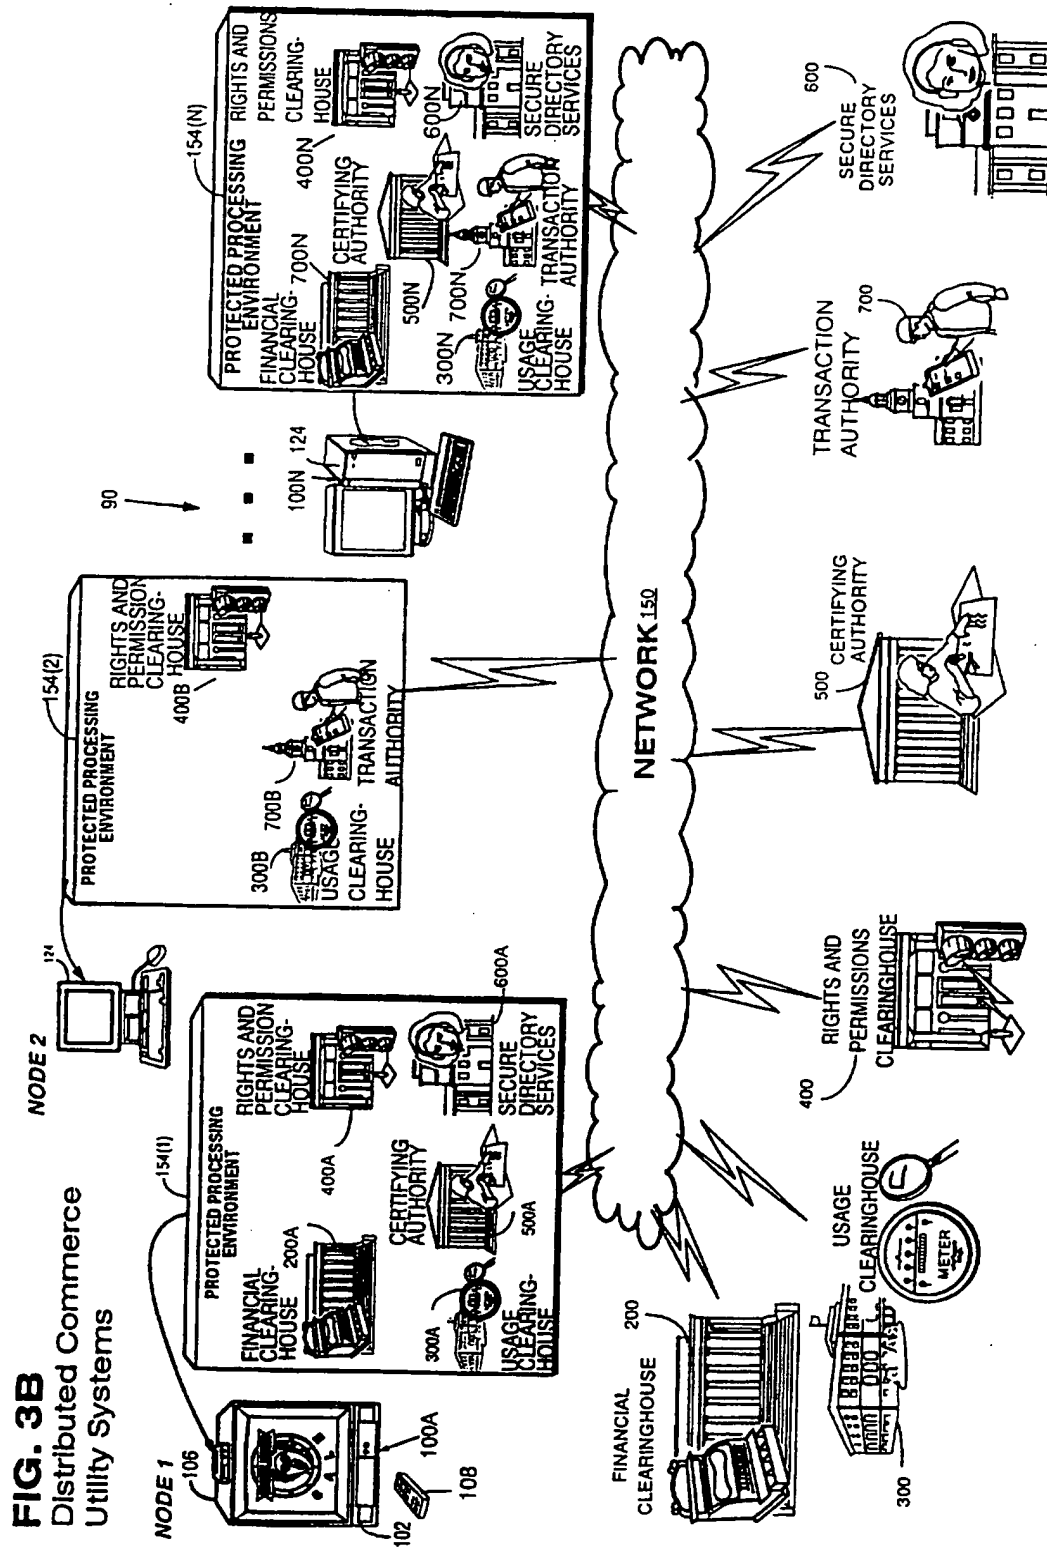 FIG. 3B
Distributed Commerce
Utility Systems
NODE 1
106
102
100A
108
154(1)
PROTECTED PROCESSING
ENVIRONMENT
FINANCIAL
CLEARING-
HOUSE
200A
RIGHTS AND
PERMISSION
CLEARING-
HOUSE
400A
CERTIFYING
AUTHORITY
500A
300A
USAGE
CLEARING-
HOUSE
600A
SECURE
DIRECTORY
SERVICES
NODE 2
124
154(2)
PROTECTED PROCESSING
ENVIRONMENT
RIGHTS AND
PERMISSION
CLEARING-
HOUSE
400B
300B
USAGE
CLEARING-
HOUSE
700B
TRANSACTION
AUTHORITY
90
100N
124
154(N)
PROTECTED PROCESSING
ENVIRONMENT
FINANCIAL
CLEARING-
HOUSE
700N
RIGHTS AND
PERMISSIONS
CLEARING-
HOUSE
400N
CERTIFYING
AUTHORITY
500N
300N
USAGE
CLEARING-
HOUSE
700N
TRANSACTION
AUTHORITY
600N
SECURE
DIRECTORY
SERVICES
NETWORK 150
FINANCIAL
CLEARINGHOUSE
200
300
USAGE
CLEARINGHOUSE
METER
400
RIGHTS AND
PERMISSIONS
CLEARINGHOUSE
500
CERTIFYING
AUTHORITY
TRANSACTION
AUTHORITY
700
SECURE
DIRECTORY
SERVICES
600